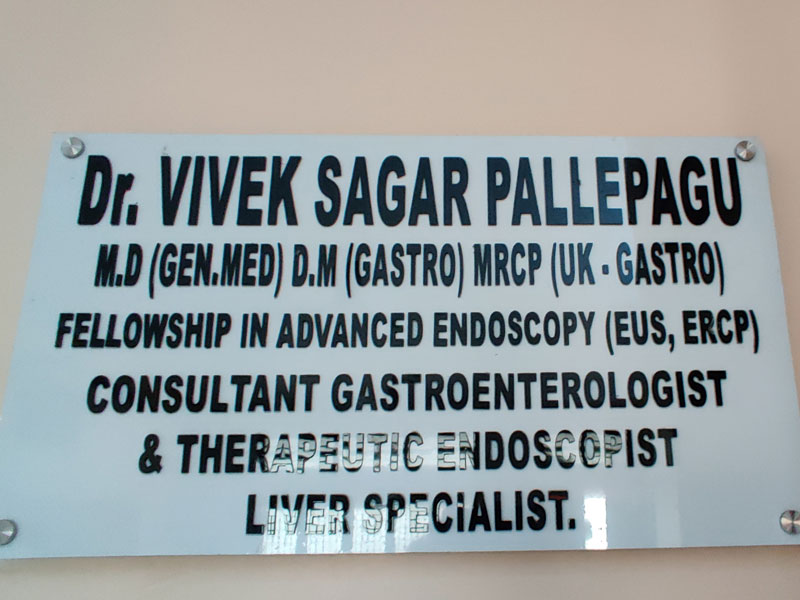 Dr. VIVEK SAGAR PALLEPAGU
M.D (GEN.MED) D.M (GASTRO) MRCP (UK - GASTRO)
FELLOWSHIP IN ADVANCED ENDOSCOPY (EUS, ERCP)
CONSULTANT GASTROENTEROLOGIST
& THERAPEUTIC ENDOSCOPIST
LIVER SPECiALIST.